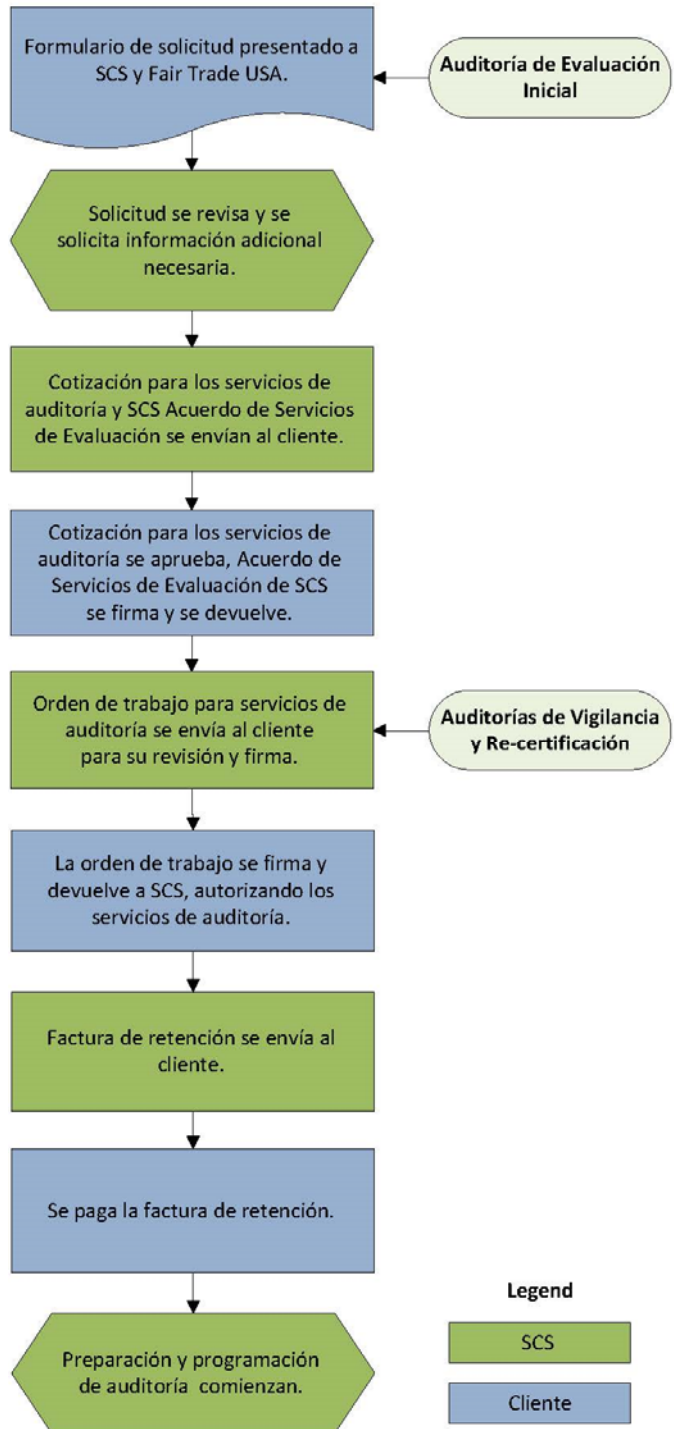 Formulario de solicitud presentado a
SCS y Fair Trade USA.
Auditoría de Evaluación
Inicial
Solicitud se revisa y se
solicita información adicional
necesaria.
Cotización para los servicios de
auditoría y SCS Acuerdo de Servicios
de Evaluación se envían al cliente.
Cotización para los servicios de
auditoría se aprueba, Acuerdo de
Servicios de Evaluación de SCS
se firma y se devuelve.
Orden de trabajo para servicios de
auditoría se envía al cliente
para su revisión y firma.
Auditorías de Vigilancia
y Re-certificación
La orden de trabajo se firma y
devuelve a SCS, autorizando los
servicios de auditoría.
Factura de retención se envía al
cliente.
Se paga la factura de retención.
Preparación y programación
de auditoría comienzan.
Legend
SCS
Cliente